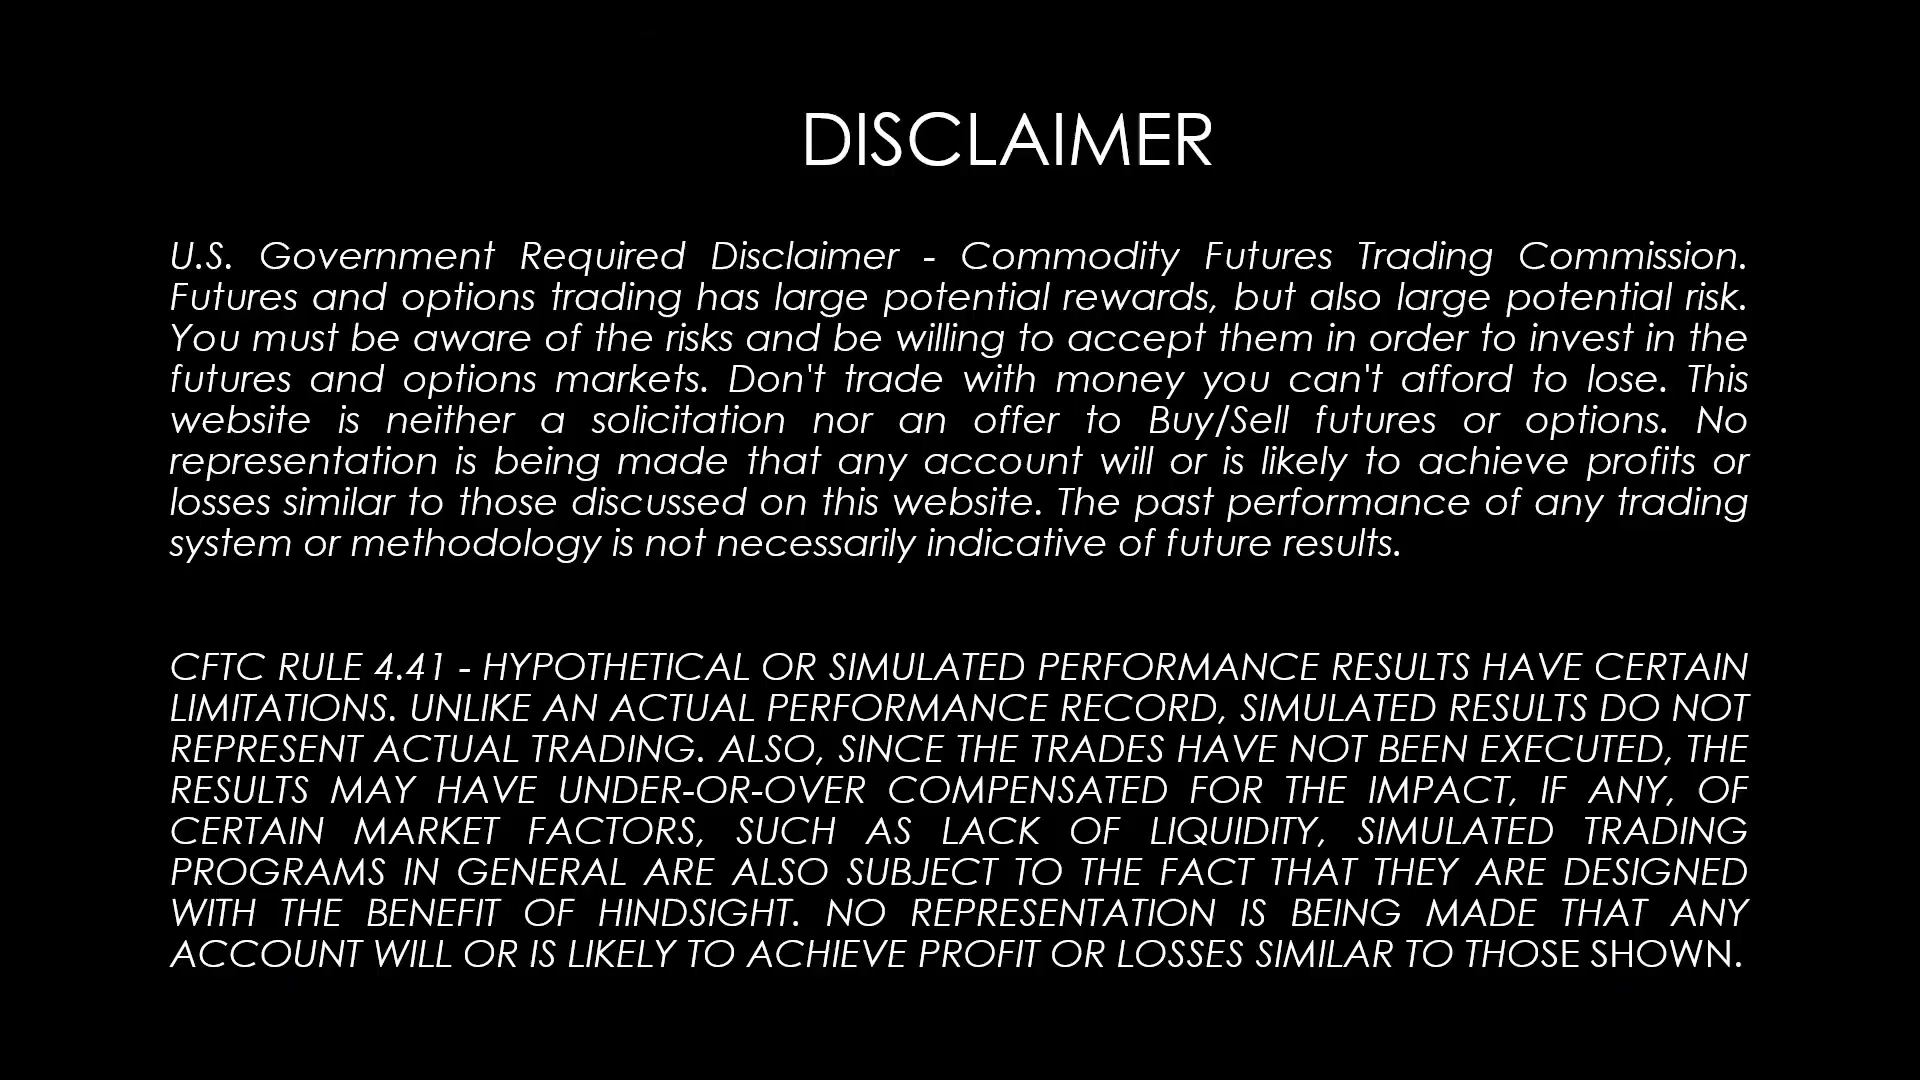 DISCLAIMER
U.S. Government Required Disclaimer - Commodity Futures Trading Commission.
Futures and options trading has large potential rewards, but also large potential risk.
You must be aware of the risks and be willing to accept them in order to invest in the
futures and options markets. Don't trade with money you can't afford to lose. This
website is neither a solicitation nor an offer to Buy/Sell futures or options. No
representation is being made that any account will or is likely to achieve profits or
losses similar to those discussed on this website. The past performance of any trading
system or methodology is not necessarily indicative of future results.
CFTC RULE 4.41 - HYPOTHETICAL OR SIMULATED PERFORMANCE RESULTS HAVE CERTAIN
LIMITATIONS. UNLIKE AN ACTUAL PERFORMANCE RECORD, SIMULATED RESULTS DO NOT
REPRESENT ACTUAL TRADING. ALSO, SINCE THE TRADES HAVE NOT BEEN EXECUTED, THE
RESULTS MAY HAVE UNDER-OR-OVER COMPENSATED FOR THE IMPACT, IF ANY, OF
CERTAIN MARKET FACTORS, SUCH AS LACK OF LIQUIDITY, SIMULATED TRADING
PROGRAMS IN GENERAL ARE ALSO SUBJECT TO THE FACT THAT THEY ARE DESIGNED
WITH THE BENEFIT OF HINDSIGHT. NO REPRESENTATION IS BEING MADE THAT ANY
ACCOUNT WILL OR IS LIKELY TO ACHIEVE PROFIT OR LOSSES SIMILAR TO THOSE SHOWN.